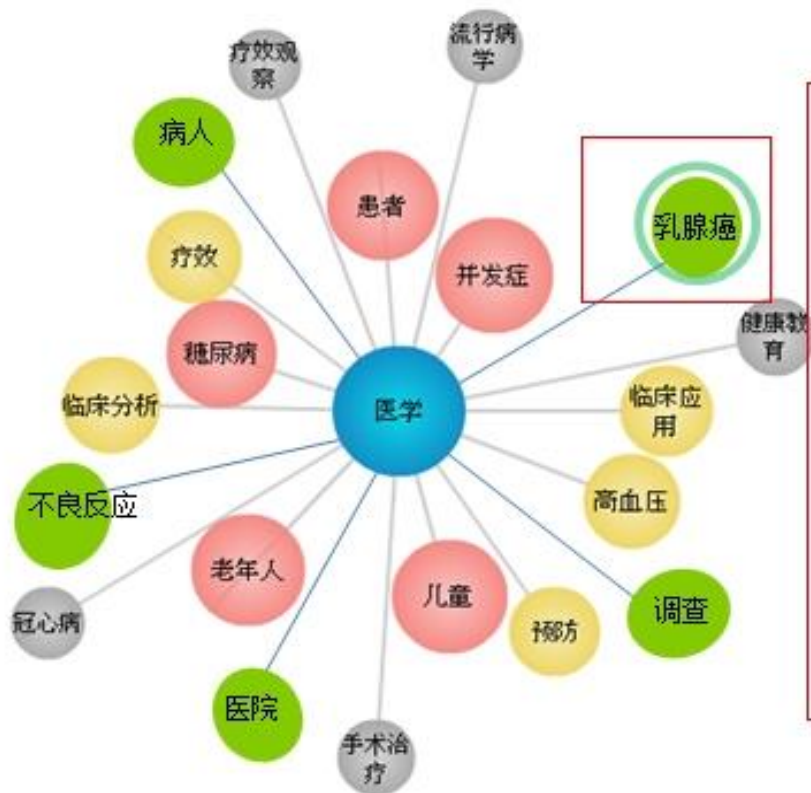 疗效观
察
流行病
学
病人
患者
乳腺癌
疗效
并发症
健康教
育
糖尿病
临床分析
医学
临床应
用
高血压
不良反应
老年人
儿童
调查
冠心病
预防
医院
手术治
疗